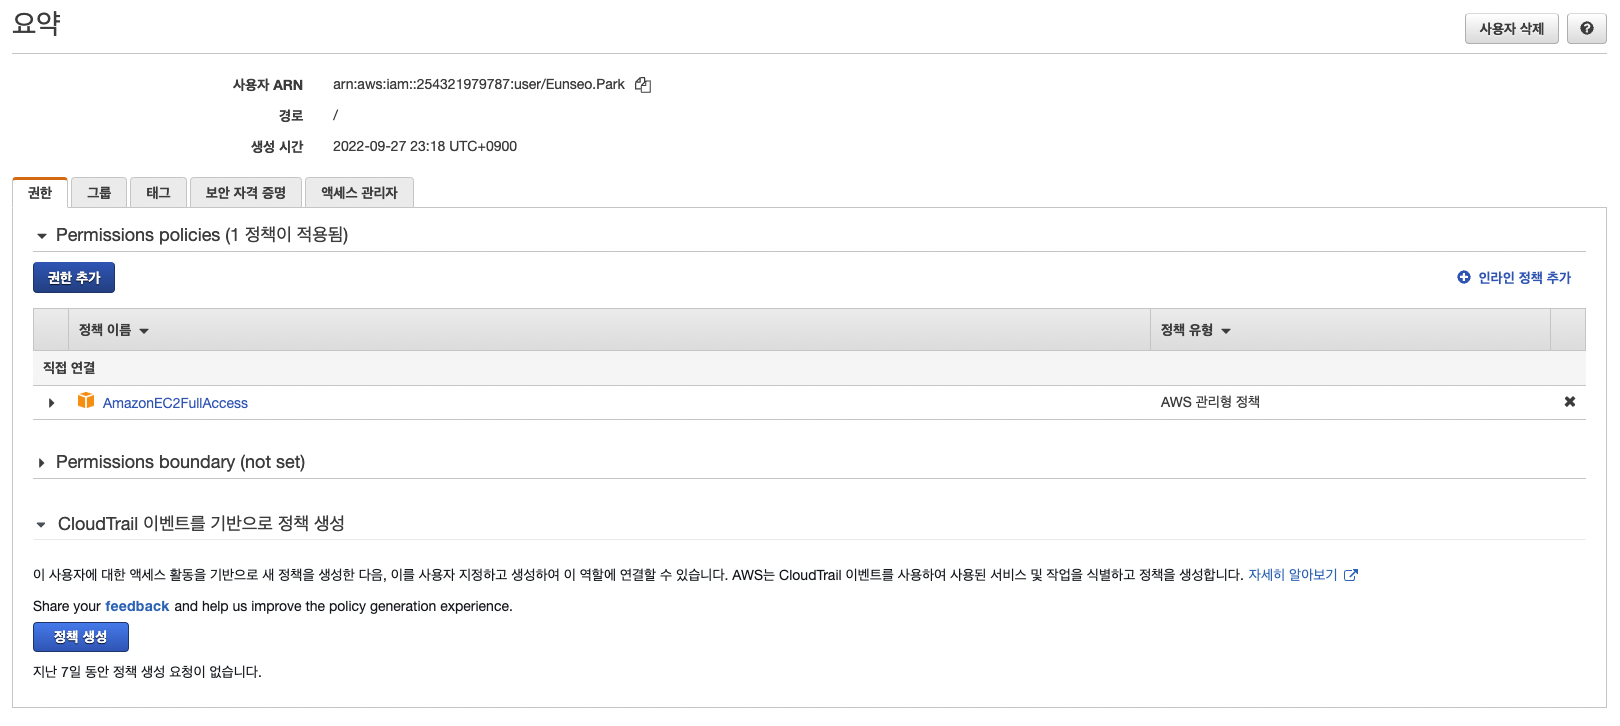 요약
사용자 삭제
사용자 ARN arn:aws:iam::254321979787:user/Eunseo.Park
경로 /
생성 시간 2022-09-27 23:18 UTC+0900
권한 그룹 태그 보안 자격 증명 액세스 관리자
Permissions policies (1 정책이 적용됨)
권한 추가 인라인 정책 추가
정책 이름 정책 유형
직접 연결
AmazonEC2FullAccess AWS 관리형 정책
Permissions boundary (not set)
CloudTrail 이벤트를 기반으로 정책 생성
이 사용자에 대한 액세스 활동을 기반으로 새 정책을 생성한 다음, 이를 사용자 지정하고 생성하여 이 역할에 연결할 수 있습니다. AWS는 CloudTrail 이벤트를 사용하여 사용된 서비스 및 작업을 식별하고 정책을 생성합니다. 자세히 알아보기
Share your feedback and help us improve the policy generation experience.
정책 생성
지난 7일 동안 정책 생성 요청이 없습니다.